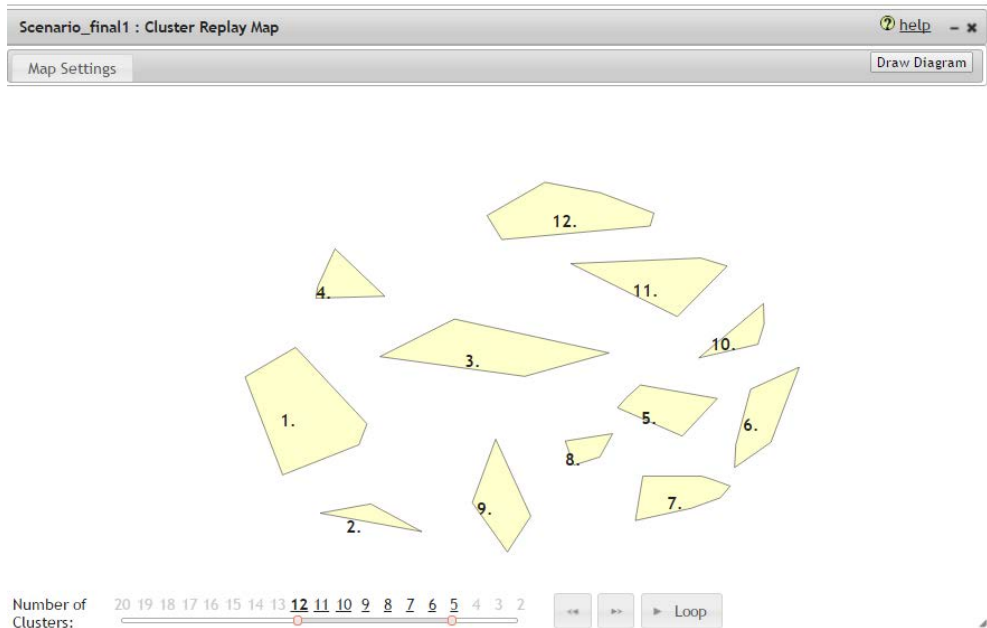 Scenario_final1 : Cluster Replay Map
help
Map Settings
Draw Diagram
12.
4.
11.
10.
3.
1.
5.
6.
8.
7.
9.
2.
Number of Clusters:
20 19 18 17 16 15 14 13 12 11 10 9 8 7 6 5 4 3 2
Loop